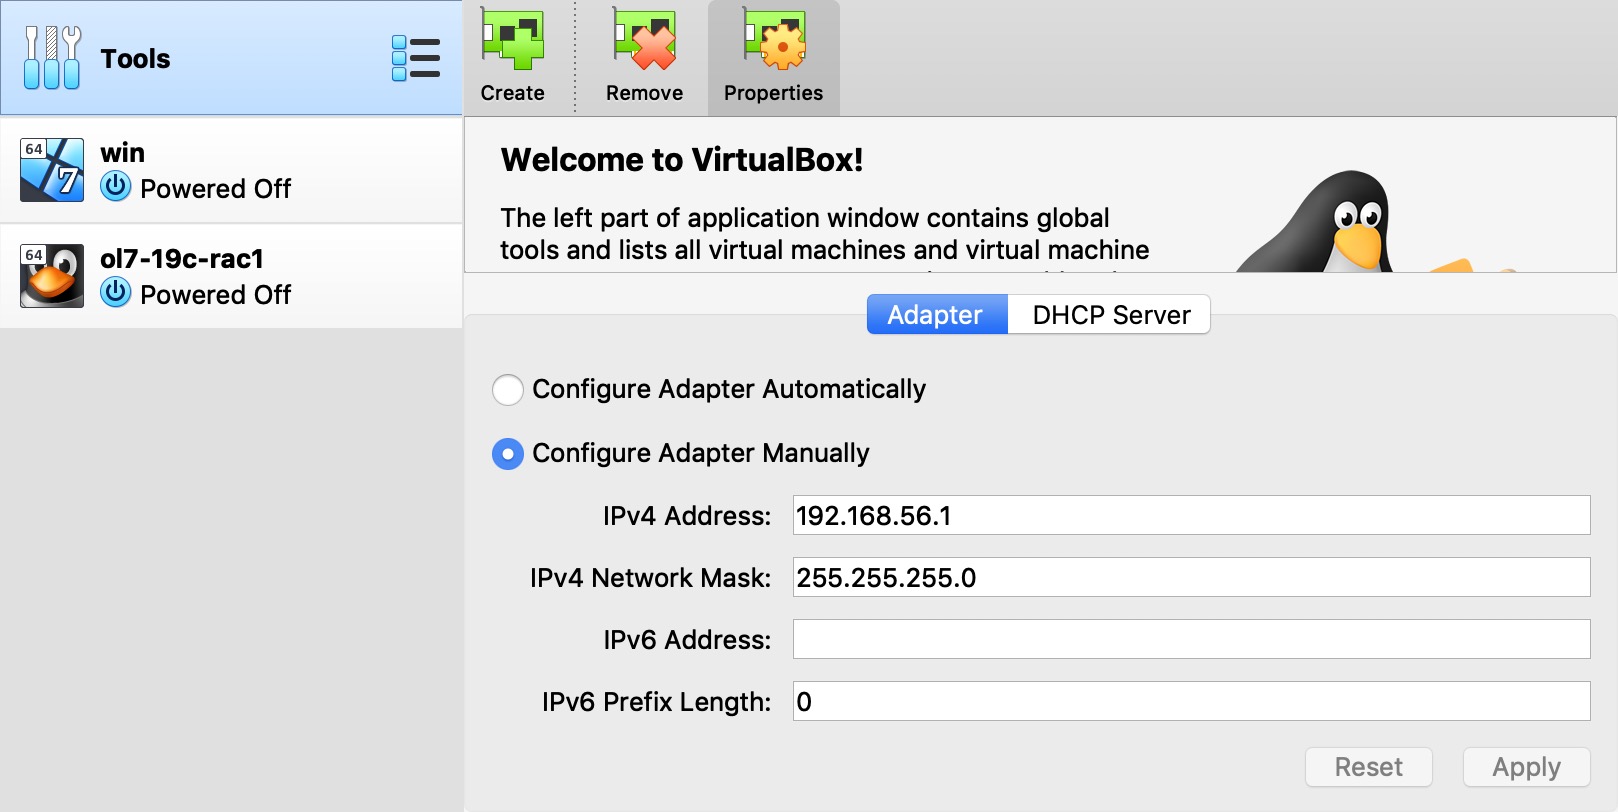 Tools
64
win
7
Powered Off
64
ol7-19c-rac1
Powered Off
Create
Remove
Properties
Welcome to VirtualBox!
The left part of application window contains global
tools and lists all virtual machines and virtual machine
Adapter
DHCP Server
Configure Adapter Automatically
Configure Adapter Manually
IPv4 Address: 192.168.56.1
IPv4 Network Mask: 255.255.255.0
IPv6 Address:
IPv6 Prefix Length: 0
Reset
Apply